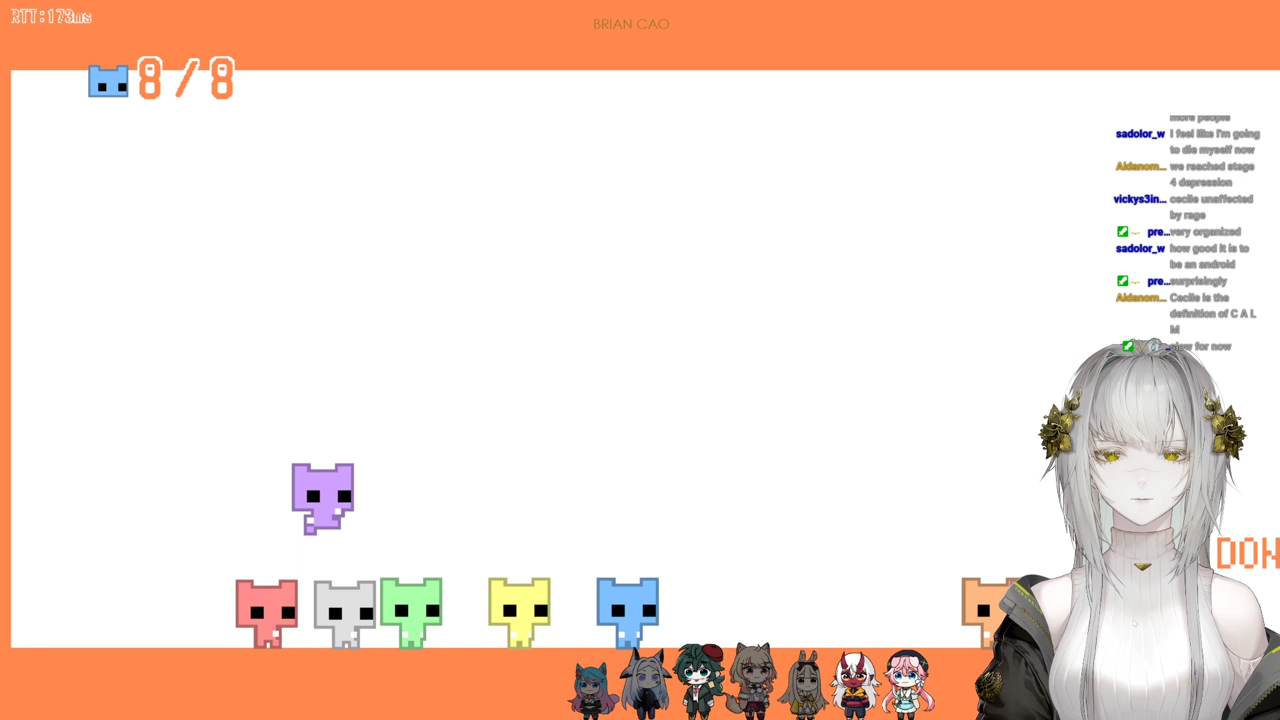 RTT:173ms
BRIAN CAO
8/8
more people
sadolor_w I feel like I'm going
to die myself now
Aidanom... we reached stage
4 depression
vickys3in... cecile unaffected
by rage
pre... very organized
sadolor_w how good it is to
be an android
pre... surprisingly
Aidanom... Cecile is the
definition of C A L
M
for now
DON